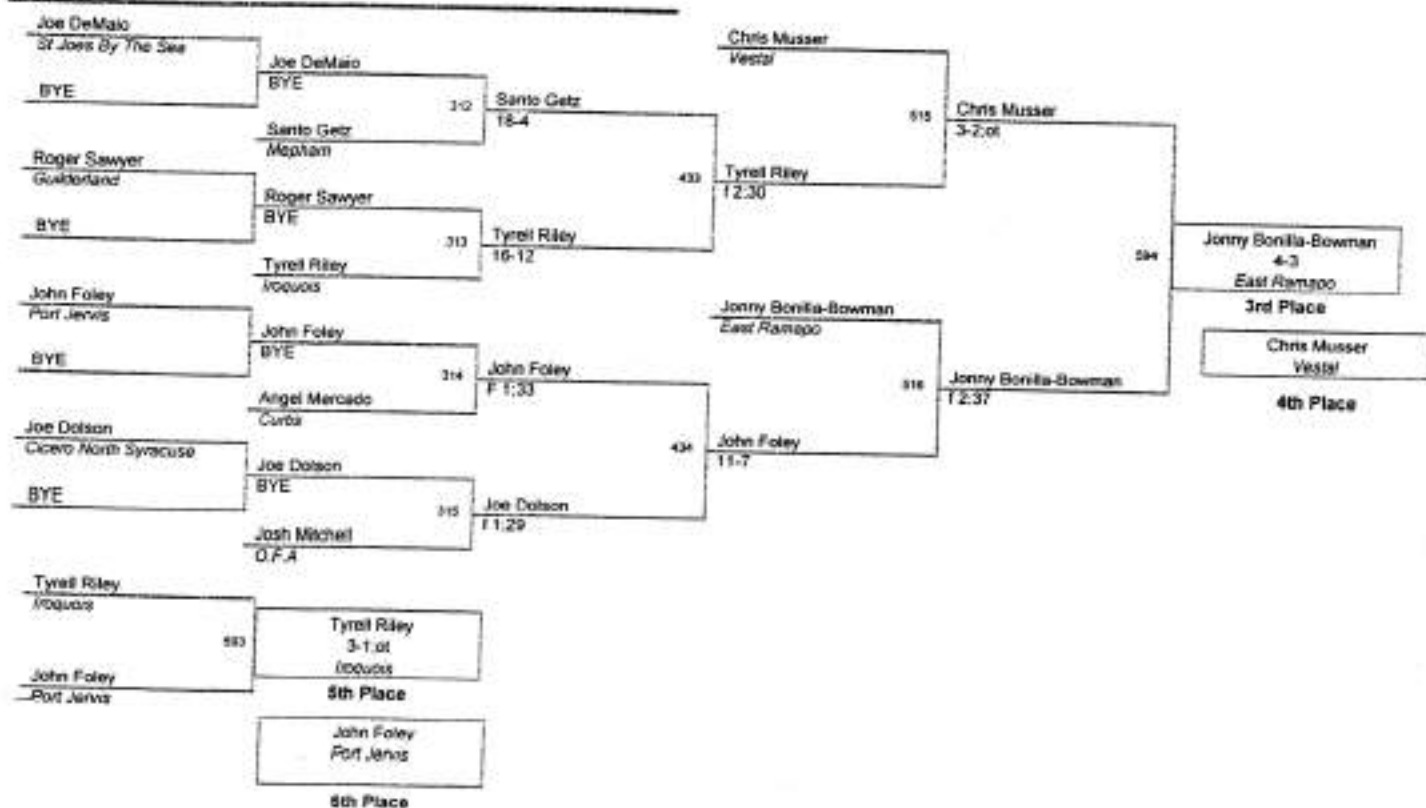 Joe DeMaio
St Joes By The Sea
BYE
Roger Sawyer
Guilderland
BYE
John Foley
Port Jervis
BYE
Joe Dolson
Cicero North Syracuse
BYE
Joe DeMaio
BYE
312
Santo Getz
Mepham
Roger Sawyer
BYE
313
Tyrell Riley
Iroquois
John Foley
BYE
314
Angel Mercado
Curtis
Joe Dolson
BYE
315
Josh Mitchell
O.F.A
Santo Getz
18-4
433
Tyrell Riley
16-12
John Foley
F 1:33
434
Joe Dolson
f 1:29
Chris Musser
Vestal
515
Tyrell Riley
f 2:30
Jonny Bonilla-Bowman
East Ramapo
516
John Foley
11-7
Chris Musser
3-2;ot
594
Jonny Bonilla-Bowman
f 2:37
Jonny Bonilla-Bowman
4-3
East Ramapo
3rd Place
Chris Musser
Vestal
4th Place
Tyrell Riley
Iroquois
593
John Foley
Port Jervis
Tyrell Riley
3-1;ot
Iroquois
5th Place
John Foley
Port Jervis
6th Place